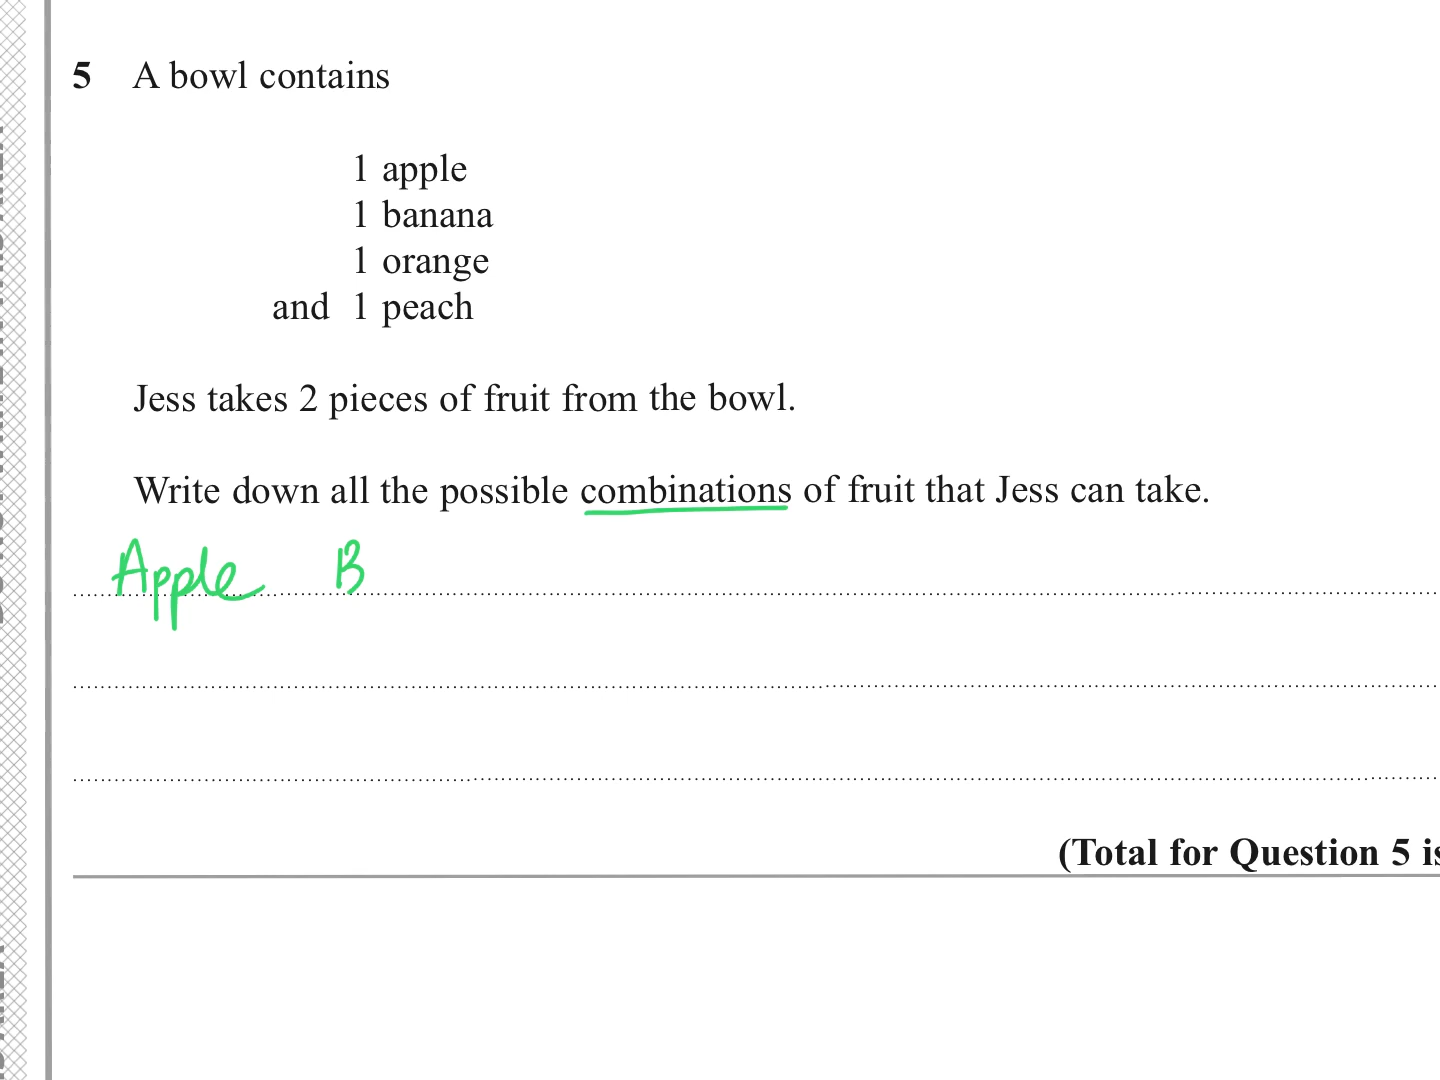 5 A bowl contains
1 apple
1 banana
1 orange
and 1 peach
Jess takes 2 pieces of fruit from the bowl.
Write down all the possible combinations of fruit that Jess can take.
Apple B
(Total for Question 5 is